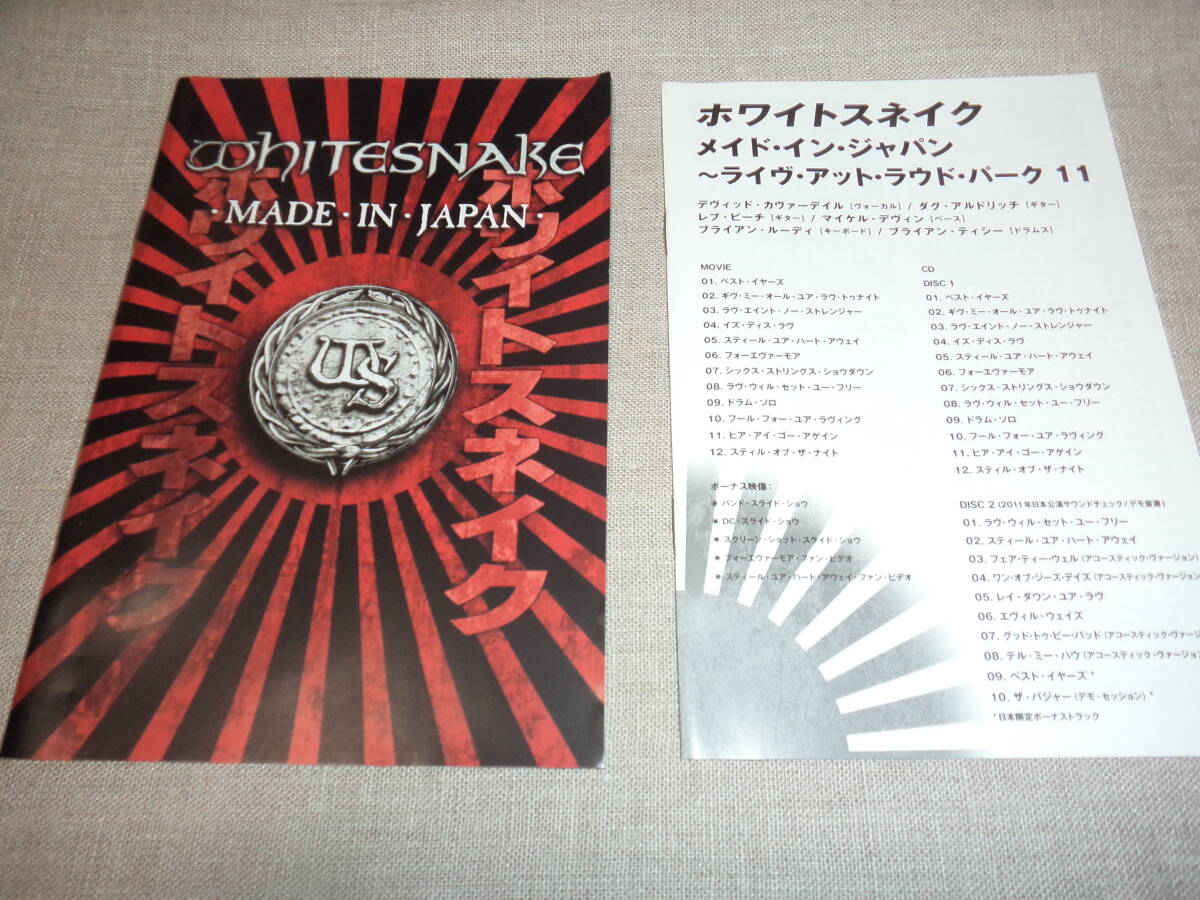 WHITESNAKE
・MADE・IN・JAPAN・
ホワイトスネイク
ホワイトスネイク
WS
ホワイトスネイク
メイド・イン・ジャパン
〜ライヴ・アット・ラウド・パーク 11
デヴィッド・カヴァーデイル [ヴォーカル] / ダグ・アルドリッチ [ギター]
レブ・ビーチ [ギター] / マイケル・デヴィン [ベース]
ブライアン・ルーディ [キーボード] / ブライアン・ティシー [ドラムス]
MOVIE
01. ベスト・イヤーズ
02. ギヴ・ミー・オール・ユア・ラヴ・トゥナイト
03. ラヴ・エイント・ノー・ストレンジャー
04. イズ・ディス・ラヴ
05. スティール・ユア・ハート・アウェイ
06. フォーエヴァーモア
07. シックス・ストリングス・ショウダウン
08. ラヴ・ウィル・セット・ユー・フリー
09. ドラム・ソロ
10. フール・フォー・ユア・ラヴィング
11. ヒア・アイ・ゴー・アゲイン
12. スティル・オブ・ザ・ナイト
ボーナス映像：
＊バンド・スライド・ショウ
＊DC・スライド・ショウ
＊スクリーン・ショット・スライド・ショウ
＊フォーエヴァーモア・ファン・ビデオ
＊スティール・ユア・ハート・アウェイ・ファン・ビデオ
CD
DISC 1
01. ベスト・イヤーズ
02. ギヴ・ミー・オール・ユア・ラヴ・トゥナイト
03. ラヴ・エイント・ノー・ストレンジャー
04. イズ・ディス・ラヴ
05. スティール・ユア・ハート・アウェイ
06. フォーエヴァーモア
07. シックス・ストリングス・ショウダウン
08. ラヴ・ウィル・セット・ユー・フリー
09. ドラム・ソロ
10. フール・フォー・ユア・ラヴィング
11. ヒア・アイ・ゴー・アゲイン
12. スティル・オブ・ザ・ナイト
DISC 2 (2011年日本公演サウンドチェック/デモ音源)
01. ラヴ・ウィル・セット・ユー・フリー
02. スティール・ユア・ハート・アウェイ
03. フェア・ティー・ウェル (アコースティック・ヴァージョン)
04. ワン・オブ・ジーズ・デイズ (アコースティック・ヴァージョン
05. レイ・ダウン・ユア・ラヴ
06. エヴィル・ウェイズ
07. グッド・トゥ・ビー・バッド (アコースティック・ヴァージ
08. テル・ミー・ハウ (アコースティック・ヴァージョン
09. ベスト・イヤーズ *
10. ザ・バジャー (デモ・セッション) *
*日本限定ボーナストラック